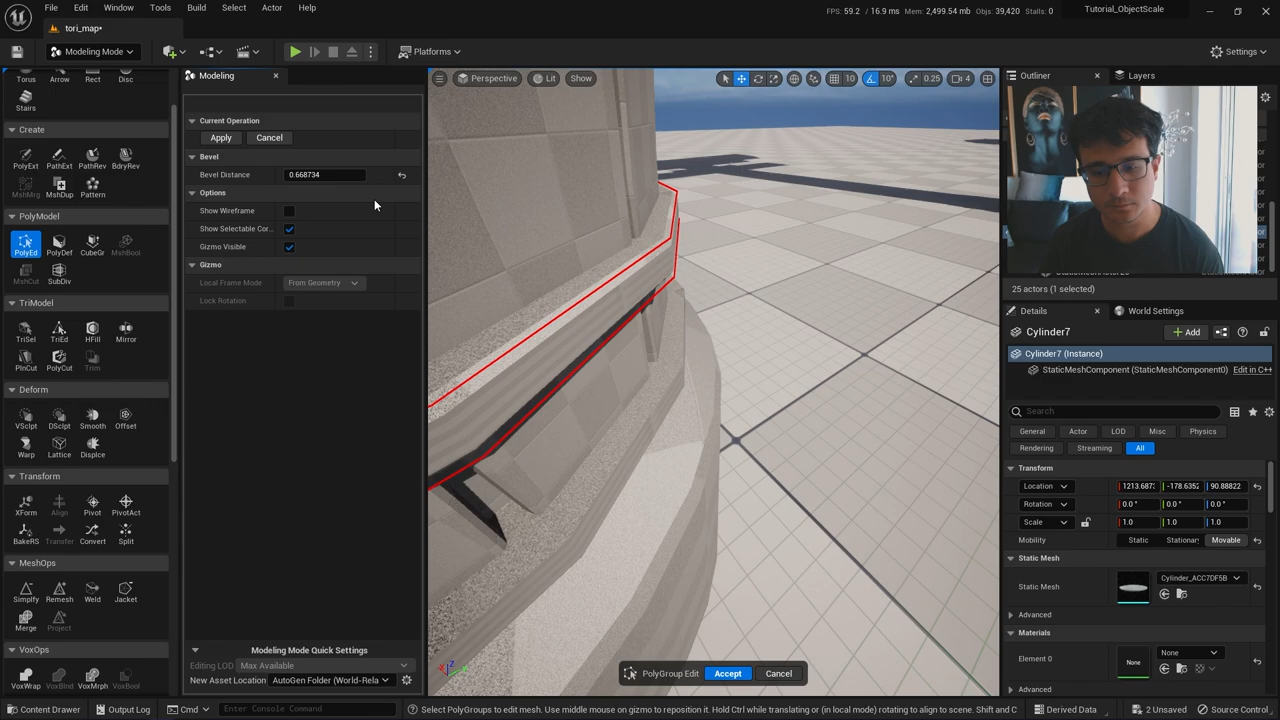 File Edit Window Tools Build Select Actor Help
FPS: 59.2 / 16.9 ms Mem: 2,499.54 mb Objs: 39,420 Stalls: 0
Tutorial_ObjectScale
tori_map•
Modeling Mode
Platforms
Settings
Torus Arrow Rect Disc
Stairs
Create
PolyExt PathExt PathRev BdryRev
MshMrg MshDup Pattern
PolyModel
PolyEd PolyDef CubeGr MshBool
MshCut SubDiv
TriModel
TriSel TriEd HFill Mirror
PlnCut PolyCut Trim
Deform
VSclpt DSclpt Smooth Offset
Warp Lattice Displce
Transform
XForm Align Pivot PivotAct
BakeRS Transfer Convert Split
MeshOps
Simplfy Remesh Weld Jacket
Merge Project
VoxOps
VoxWrap VoxBlnd VoxMrph VoxBool
Modeling
Current Operation
Apply Cancel
Bevel
Bevel Distance 0.668734
Options
Show Wireframe
Show Selectable Cor...
Gizmo Visible
Gizmo
Local Frame Mode From Geometry
Lock Rotation
Modeling Mode Quick Settings
Editing LOD Max Available
New Asset Location AutoGen Folder (World-Rela
Perspective Lit Show
10 10° 0.25 4
PolyGroup Edit Accept Cancel
Outliner Layers
25 actors (1 selected)
Details World Settings
Cylinder7
Add
Cylinder7 (Instance)
StaticMeshComponent (StaticMeshComponent0) Edit in C++
Search
General Actor LOD Misc Physics
Rendering Streaming All
Transform
Location 1213.687 -178.635 90.88822
Rotation 0.0 ° 0.0 ° 0.0 °
Scale 1.0 1.0 1.0
Mobility Static Stationary Movable
Static Mesh
Static Mesh Cylinder_ACC7DF5B
Advanced
Materials
Element 0 None None
Advanced
Content Drawer Output Log Cmd Enter Console Command
Select PolyGroups to edit mesh. Use middle mouse on gizmo to reposition it. Hold Ctrl while translating or (in local mode) rotating to align to scene. Shift and C
Derived Data 2 Unsaved Source Control